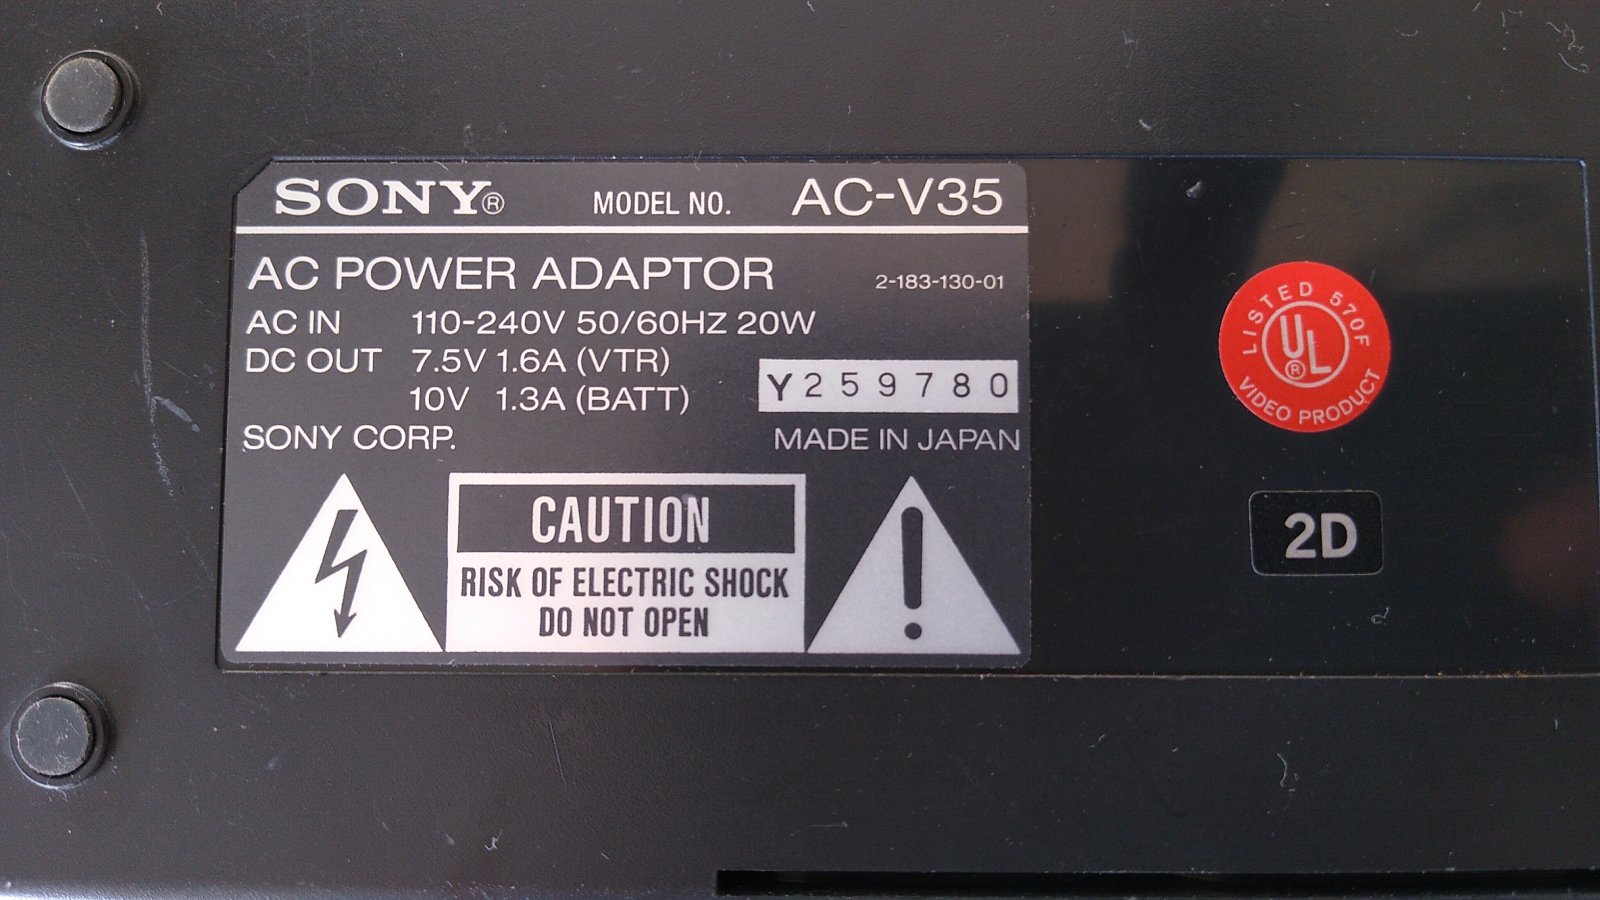 SONY® MODEL NO. AC-V35
AC POWER ADAPTOR 2-183-130-01
AC IN 110-240V 50/60HZ 20W
DC OUT 7.5V 1.6A (VTR)
10V 1.3A (BATT)
Y259780
SONY CORP. MADE IN JAPAN
CAUTION
RISK OF ELECTRIC SHOCK
DO NOT OPEN
LISTED 570F
UL®
VIDEO PRODUCT
2D